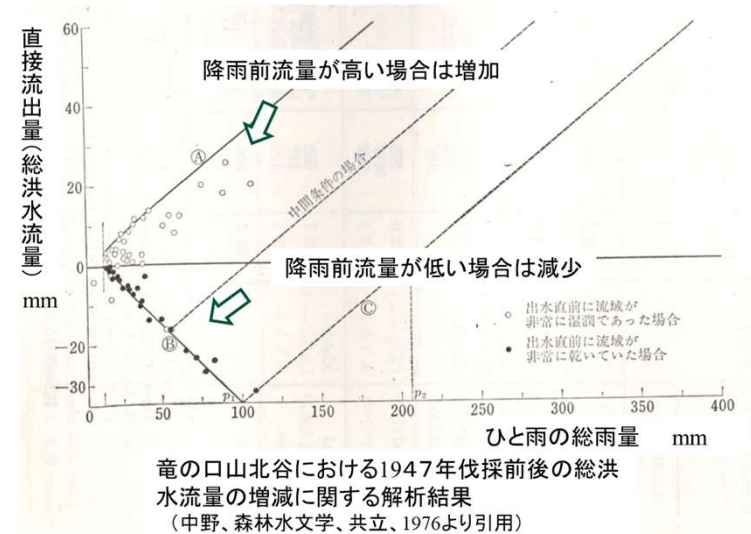 直接流出量(総洪水流量)
mm
60
40
20
0
−20
−30
降雨前流量が高い場合は増加
Ⓐ
中間条件の場合
降雨前流量が低い場合は減少
Ⓑ
Ⓒ
○ 出水直前に流域が
非常に湿潤であった場合
● 出水直前に流域が
非常に乾いていた場合
p₁
p₂
0 50 100 150 200 250 300 350 400
ひと雨の総雨量 mm
竜の口山北谷における1947年伐採前後の総洪
水流量の増減に関する解析結果
(中野、森林水文学、共立、1976より引用)